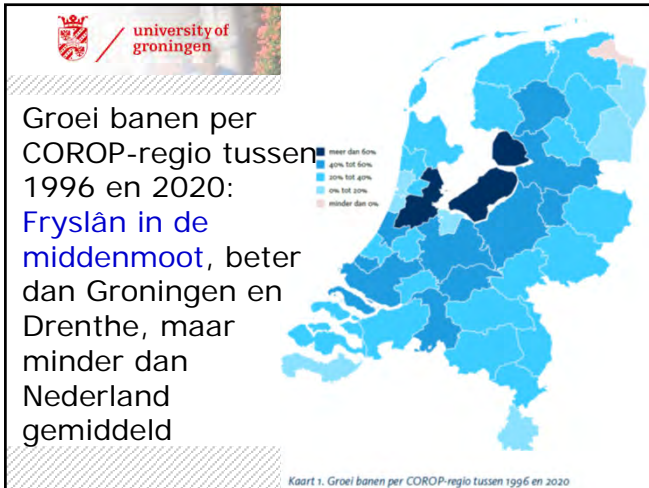 university of
groningen
Groei banen per
COROP-regio tussen
1996 en 2020:
Fryslân in de
middenmoot, beter
dan Groningen en
Drenthe, maar
minder dan
Nederland
gemiddeld
meer dan 60%
40% tot 60%
20% tot 40%
0% tot 20%
minder dan 0%
Kaart 1. Groei banen per COROP-regio tussen 1996 en 2020